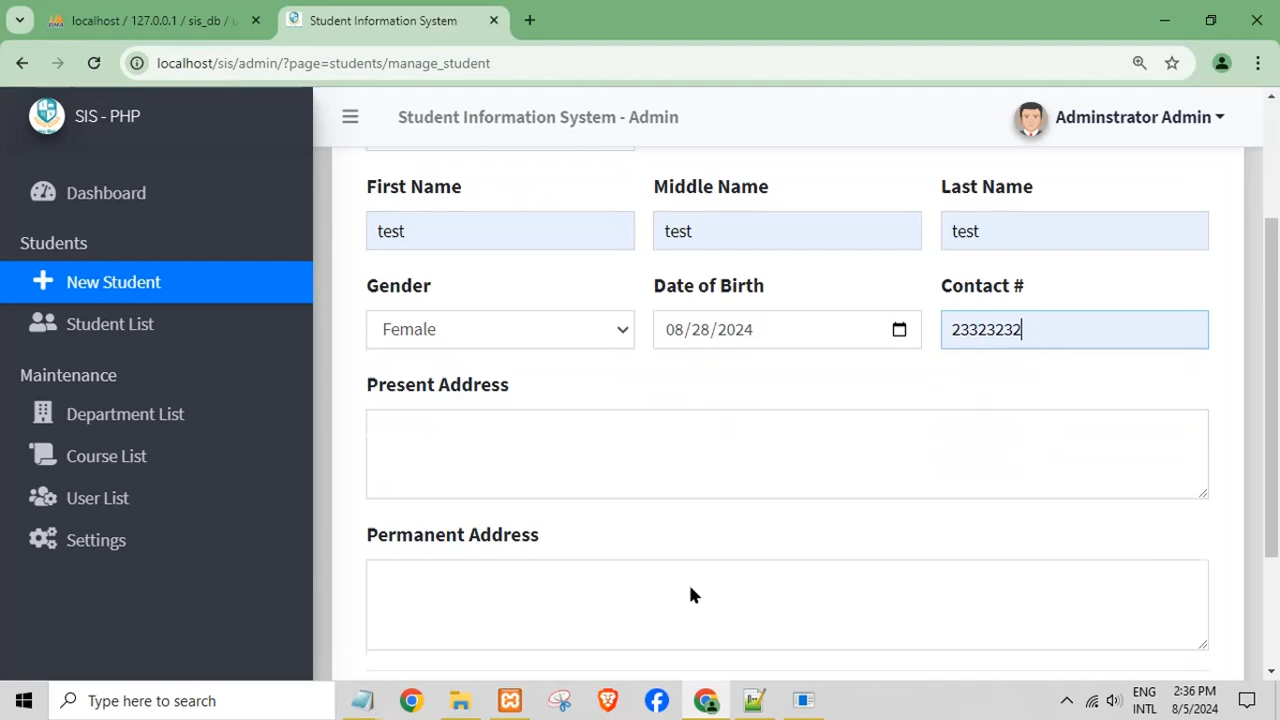 localhost / 127.0.0.1 / sis_db / u
Student Information System
localhost/sis/admin/?page=students/manage_student
SIS - PHP
Student Information System - Admin
Adminstrator Admin
Dashboard
Students
New Student
Student List
Maintenance
Department List
Course List
User List
Settings
First Name
Middle Name
Last Name
test
test
test
Gender
Date of Birth
Contact #
Female
08/28/2024
23323232
Present Address
Permanent Address
Type here to search
ENG
INTL
2:36 PM
8/5/2024